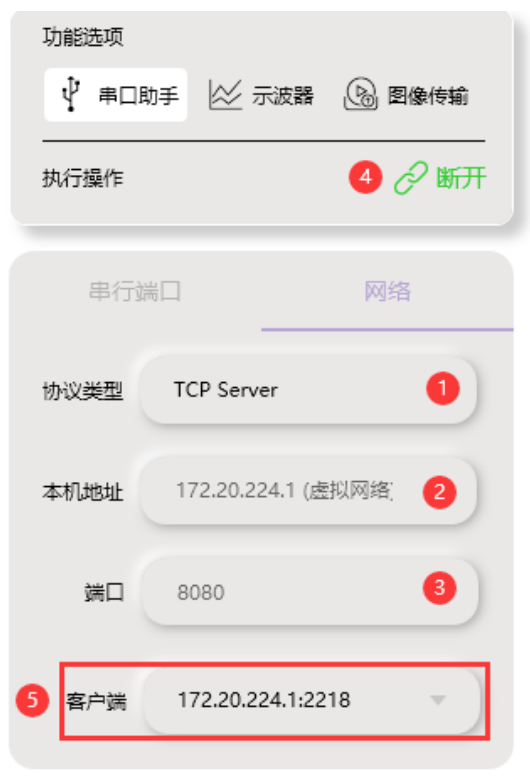 功能选项
串口助手 示波器 图像传输
执行操作 4 断开
串行端口 网络
协议类型 TCP Server 1
本机地址 172.20.224.1 (虚拟网络 2
端口 8080 3
5 客户端 172.20.224.1:2218